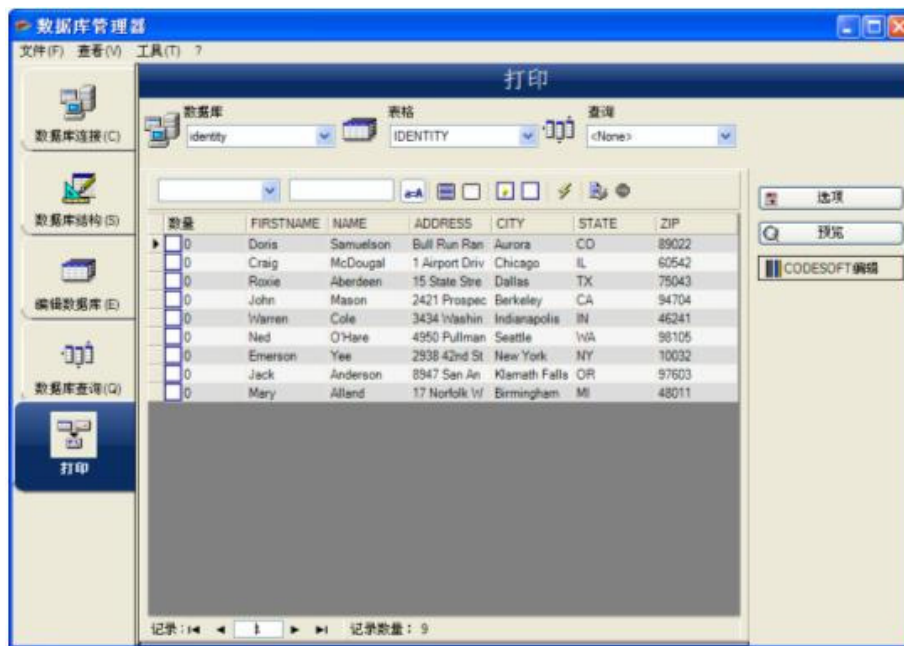 数据库管理器
文件(F) 查看(V) 工具(T) ?
打印
数据库连接(C)
数据库结构(S)
编辑数据库(E)
数据库查询(Q)
打印
数据库 表格 查询
identity IDENTITY <None>
a=A
数量 FIRSTNAME NAME ADDRESS CITY STATE ZIP
0 Doris Samuelson Bull Run Ran Aurora CO 89022
0 Craig McDougal 1 Airport Driv Chicago IL 60542
0 Roxie Aberdeen 15 State Stre Dallas TX 75043
0 John Mason 2421 Prospec Berkeley CA 94704
0 Warren Cole 3434 Washin Indianapolis IN 46241
0 Ned O'Hare 4950 Pullman Seattle WA 98105
0 Emerson Yee 2938 42nd St New York NY 10032
0 Jack Anderson 8947 San An Klamath Falls OR 97603
0 Mary Alland 17 Norfolk W Birmingham MI 48011
选项
预览
CODESOFT编辑
记录: 1 记录数量: 9